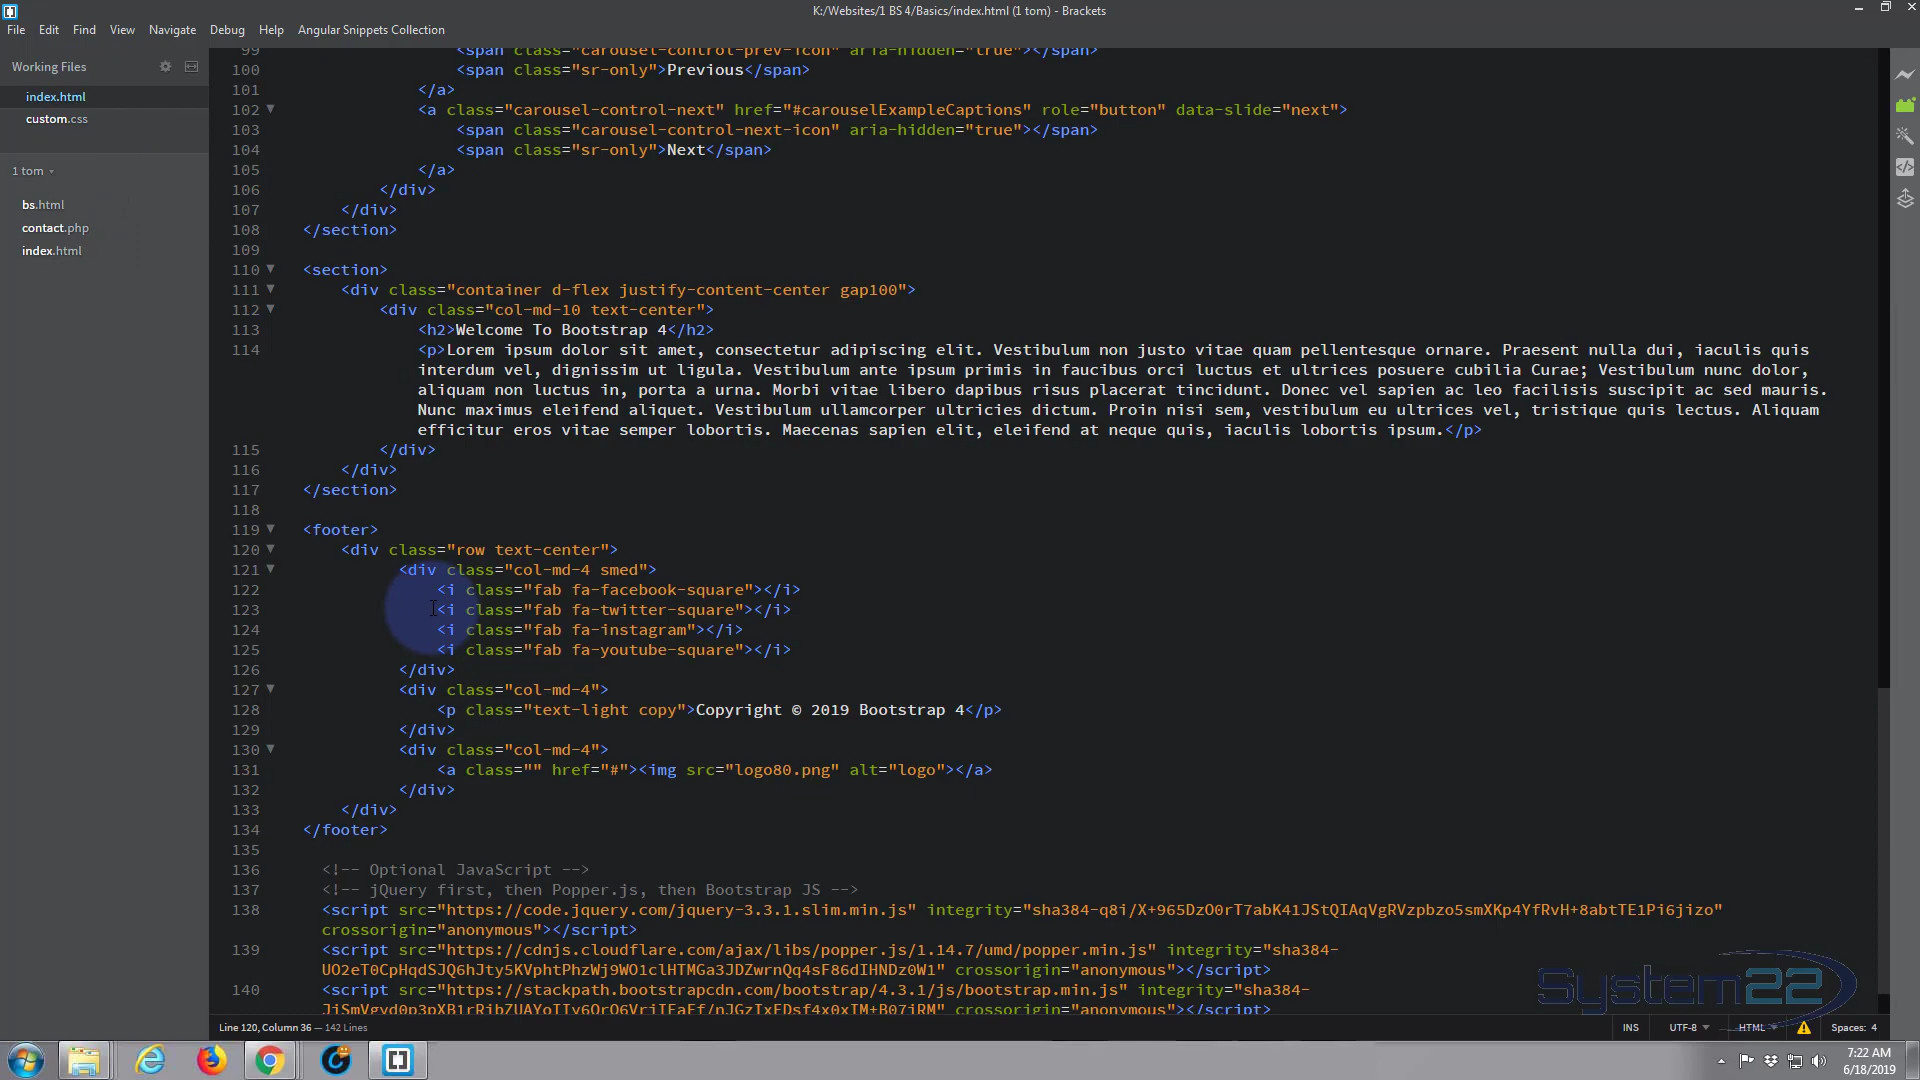 K:/Websites/1 BS 4/Basics/index.html (1 tom) - Brackets
File Edit Find View Navigate Debug Help Angular Snippets Collection
Working Files
index.html
custom.css
1 tom
bs.html
contact.php
index.html
99 <span class="carousel-control-prev-icon" aria-hidden="true"></span>
100 <span class="sr-only">Previous</span>
101 </a>
102 <a class="carousel-control-next" href="#carouselExampleCaptions" role="button" data-slide="next">
103 <span class="carousel-control-next-icon" aria-hidden="true"></span>
104 <span class="sr-only">Next</span>
105 </a>
106 </div>
107 </div>
108 </section>
109
110 <section>
111 <div class="container d-flex justify-content-center gap100">
112 <div class="col-md-10 text-center">
113 <h2>Welcome To Bootstrap 4</h2>
114 <p>Lorem ipsum dolor sit amet, consectetur adipiscing elit. Vestibulum non justo vitae quam pellentesque ornare. Praesent nulla dui, iaculis quis
interdum vel, dignissim ut ligula. Vestibulum ante ipsum primis in faucibus orci luctus et ultrices posuere cubilia Curae; Vestibulum nunc dolor,
aliquam non luctus in, porta a urna. Morbi vitae libero dapibus risus placerat tincidunt. Donec vel sapien ac leo facilisis suscipit ac sed mauris.
Nunc maximus eleifend aliquet. Vestibulum ullamcorper ultricies dictum. Proin nisi sem, vestibulum eu ultrices vel, tristique quis lectus. Aliquam
efficitur eros vitae semper lobortis. Maecenas sapien elit, eleifend at neque quis, iaculis lobortis ipsum.</p>
115 </div>
116 </div>
117 </section>
118
119 <footer>
120 <div class="row text-center">
121 <div class="col-md-4 smed">
122 <i class="fab fa-facebook-square"></i>
123 <i class="fab fa-twitter-square"></i>
124 <i class="fab fa-instagram"></i>
125 <i class="fab fa-youtube-square"></i>
126 </div>
127 <div class="col-md-4">
128 <p class="text-light copy">Copyright © 2019 Bootstrap 4</p>
129 </div>
130 <div class="col-md-4">
131 <a class="" href="#"><img src="logo80.png" alt="logo"></a>
132 </div>
133 </div>
134 </footer>
135
136 <!-- Optional JavaScript -->
137 <!-- jQuery first, then Popper.js, then Bootstrap JS -->
138 <script src="https://code.jquery.com/jquery-3.3.1.slim.min.js" integrity="sha384-q8i/X+965DzO0rT7abK41JStQIAqVgRVzpbzo5smXKp4YfRvH+8abtTE1Pi6jizo"
crossorigin="anonymous"></script>
139 <script src="https://cdnjs.cloudflare.com/ajax/libs/popper.js/1.14.7/umd/popper.min.js" integrity="sha384-
UO2eT0CpHqdSJQ6hJty5KVphtPhzWj9WO1clHTMGa3JDZwrnQq4sF86dIHNDz0W1" crossorigin="anonymous"></script>
140 <script src="https://stackpath.bootstrapcdn.com/bootstrap/4.3.1/js/bootstrap.min.js" integrity="sha384-
JjSmVgyd0p3pXB1rRibZUAYoIIy6OrQ6VrjIEaFf/nJGzIxFDsf4x0xIM+B07jRM" crossorigin="anonymous"></script>
System22
Line 120, Column 36 — 142 Lines
INS UTF-8 HTML Spaces: 4
7:22 AM
6/18/2019